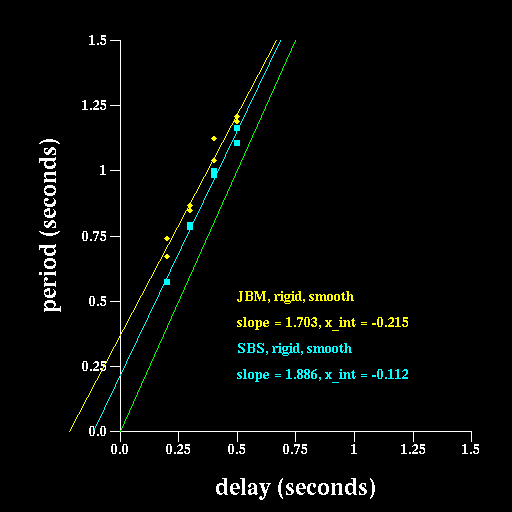 1.5
1.25
1
0.75
0.5
0.25
0.0
period (seconds)
JBM, rigid, smooth
slope = 1.703, x_int = -0.215
SBS, rigid, smooth
slope = 1.886, x_int = -0.112
0.0 0.25 0.5 0.75 1 1.25 1.5
delay (seconds)